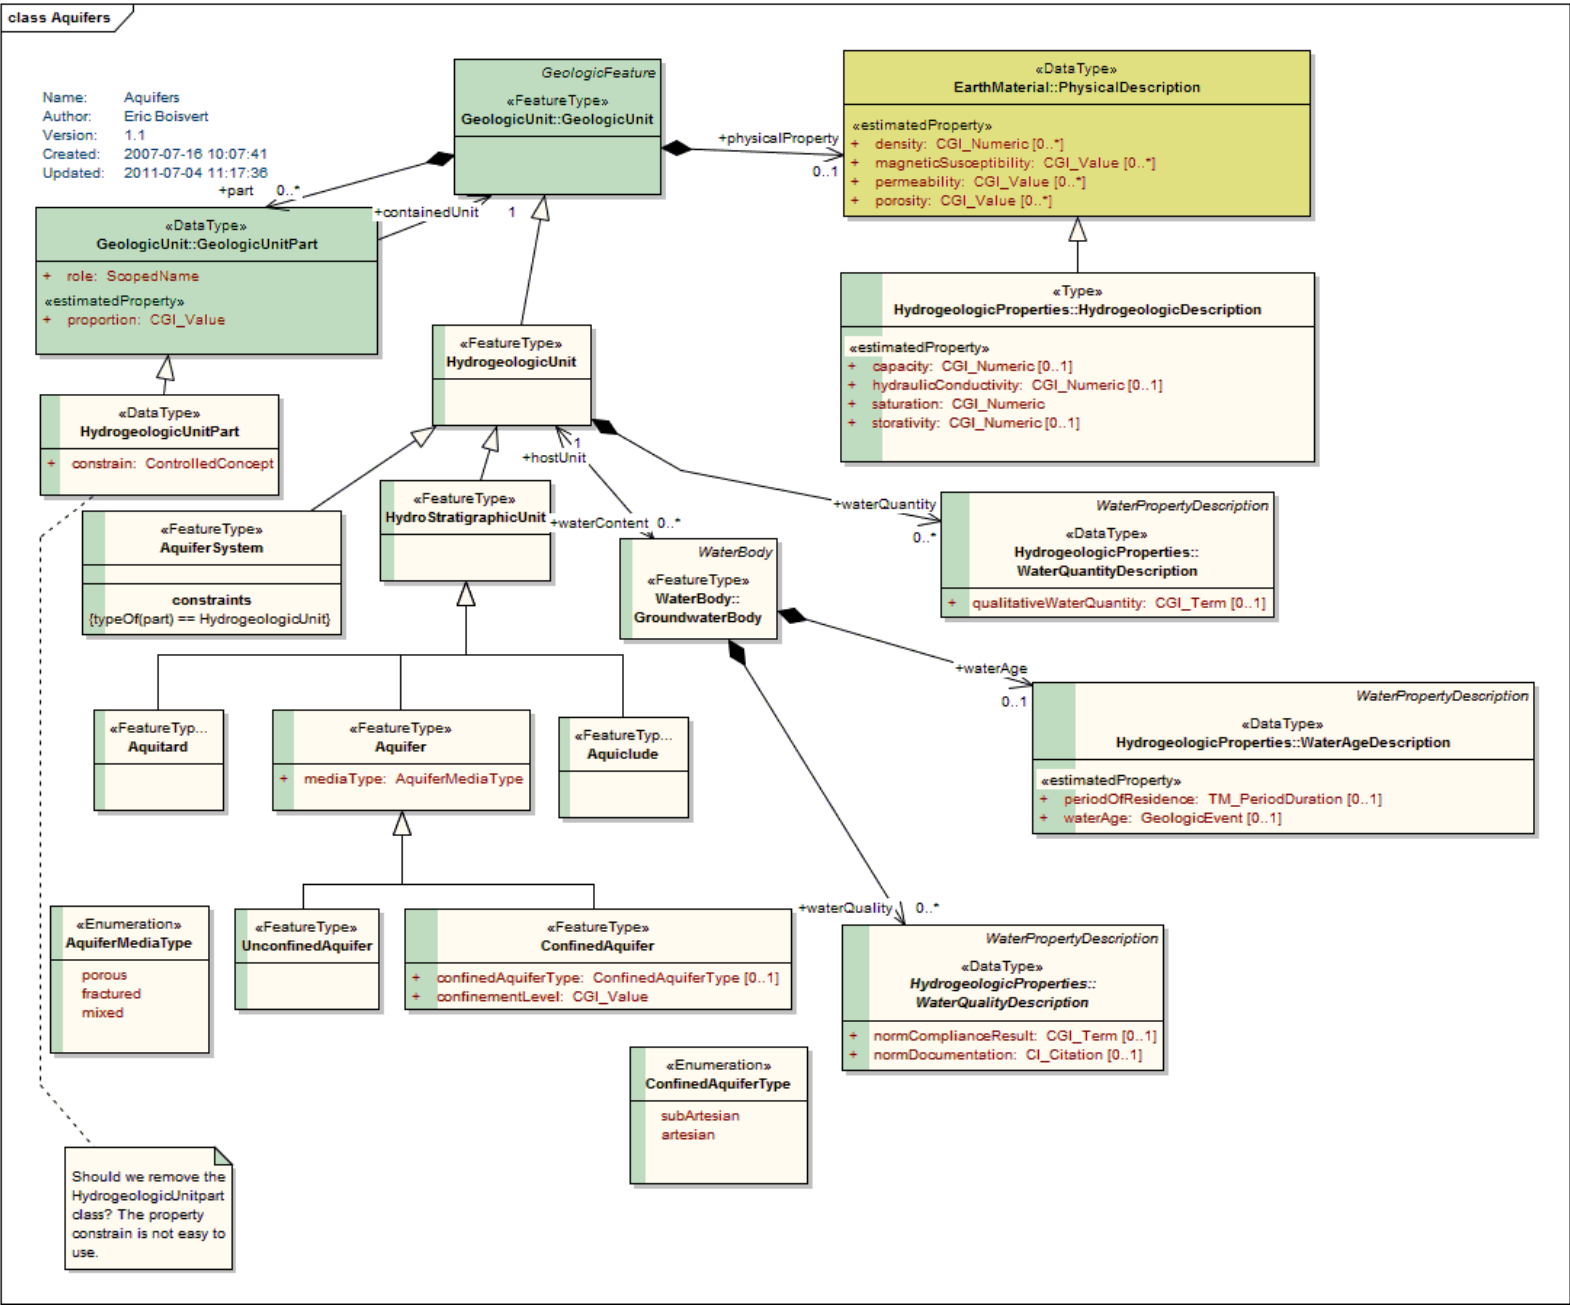 class Aquifers
Name: Aquifers
Author: Eric Boisvert
Version: 1.1
Created: 2007-07-16 10:07:41
Updated: 2011-07-04 11:17:36
GeologicFeature
«FeatureType»
GeologicUnit::GeologicUnit
+physicalProperty
0..1
«DataType»
EarthMaterial::PhysicalDescription
«estimatedProperty»
+ density: CGI_Numeric [0..*]
+ magneticSusceptibility: CGI_Value [0..*]
+ permeability: CGI_Value [0..*]
+ porosity: CGI_Value [0..*]
+part 0..*
+containedUnit 1
«DataType»
GeologicUnit::GeologicUnitPart
+ role: ScopedName
«estimatedProperty»
+ proportion: CGI_Value
«Type»
HydrogeologicProperties::HydrogeologicDescription
«estimatedProperty»
+ capacity: CGI_Numeric [0..1]
+ hydraulicConductivity: CGI_Numeric [0..1]
+ saturation: CGI_Numeric
+ storativity: CGI_Numeric [0..1]
«FeatureType»
HydrogeologicUnit
«DataType»
HydrogeologicUnitPart
+ constrain: ControlledConcept
1
+hostUnit
«FeatureType»
HydroStratigraphicUnit
+waterContent 0..*
+waterQuantity
0..*
WaterPropertyDescription
«DataType»
HydrogeologicProperties::
WaterQuantityDescription
+ qualitativeWaterQuantity: CGI_Term [0..1]
«FeatureType»
AquiferSystem
constraints
{typeOf(part) == HydrogeologicUnit}
WaterBody
«FeatureType»
WaterBody::
GroundwaterBody
+waterAge
0..1
WaterPropertyDescription
«DataType»
HydrogeologicProperties::WaterAgeDescription
«estimatedProperty»
+ periodOfResidence: TM_PeriodDuration [0..1]
+ waterAge: GeologicEvent [0..1]
«FeatureTyp...
Aquitard
«FeatureType»
Aquifer
+ mediaType: AquiferMediaType
«FeatureTyp...
Aquiclude
«Enumeration»
AquiferMediaType
porous
fractured
mixed
«FeatureType»
UnconfinedAquifer
«FeatureType»
ConfinedAquifer
+ confinedAquiferType: ConfinedAquiferType [0..1]
+ confinementLevel: CGI_Value
+waterQuality 0..*
WaterPropertyDescription
«DataType»
HydrogeologicProperties::
WaterQualityDescription
+ normComplianceResult: CGI_Term [0..1]
+ normDocumentation: CI_Citation [0..1]
«Enumeration»
ConfinedAquiferType
subArtesian
artesian
Should we remove the
HydrogeologicUnitpart
class? The property
constrain is not easy to
use.